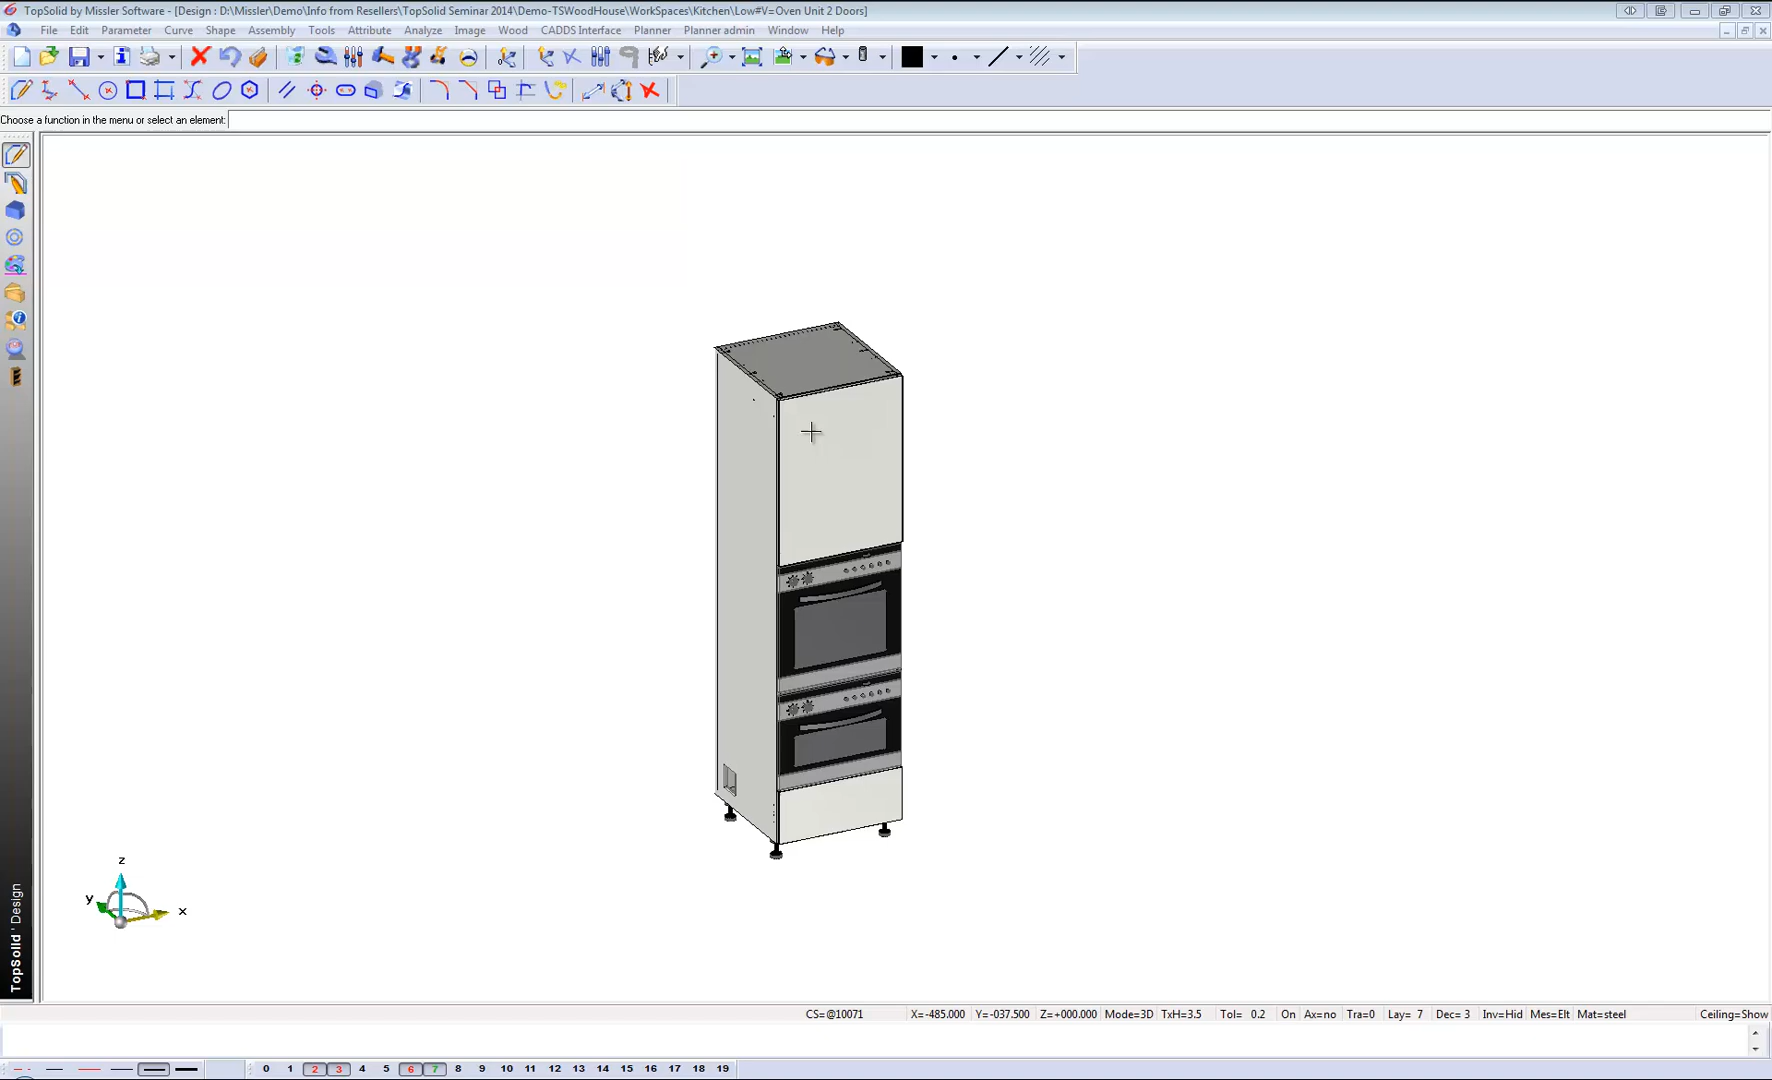 TopSolid by Missler Software - [Design : D:\Missler\Demo\Info from Resellers\TopSolid Seminar 2014\Demo-TSWoodHouse\WorkSpaces\Kitchen\Low#V=Oven Unit 2 Doors]
File Edit Parameter Curve Shape Assembly Tools Attribute Analyze Image Wood CADDS Interface Planner Planner admin Window Help
Choose a function in the menu or select an element:
z
y
x
TopSolid ' Design
CS=@10071 X=-485.000 Y=-037.500 Z=+000.000 Mode=3D TxH=3.5 Tol= 0.2 On Ax=no Tra=0 Lay= 7 Dec= 3 Inv=Hid Mes=Elt Mat=steel Ceiling=Show
0 1 2 3 4 5 6 7 8 9 10 11 12 13 14 15 16 17 18 19